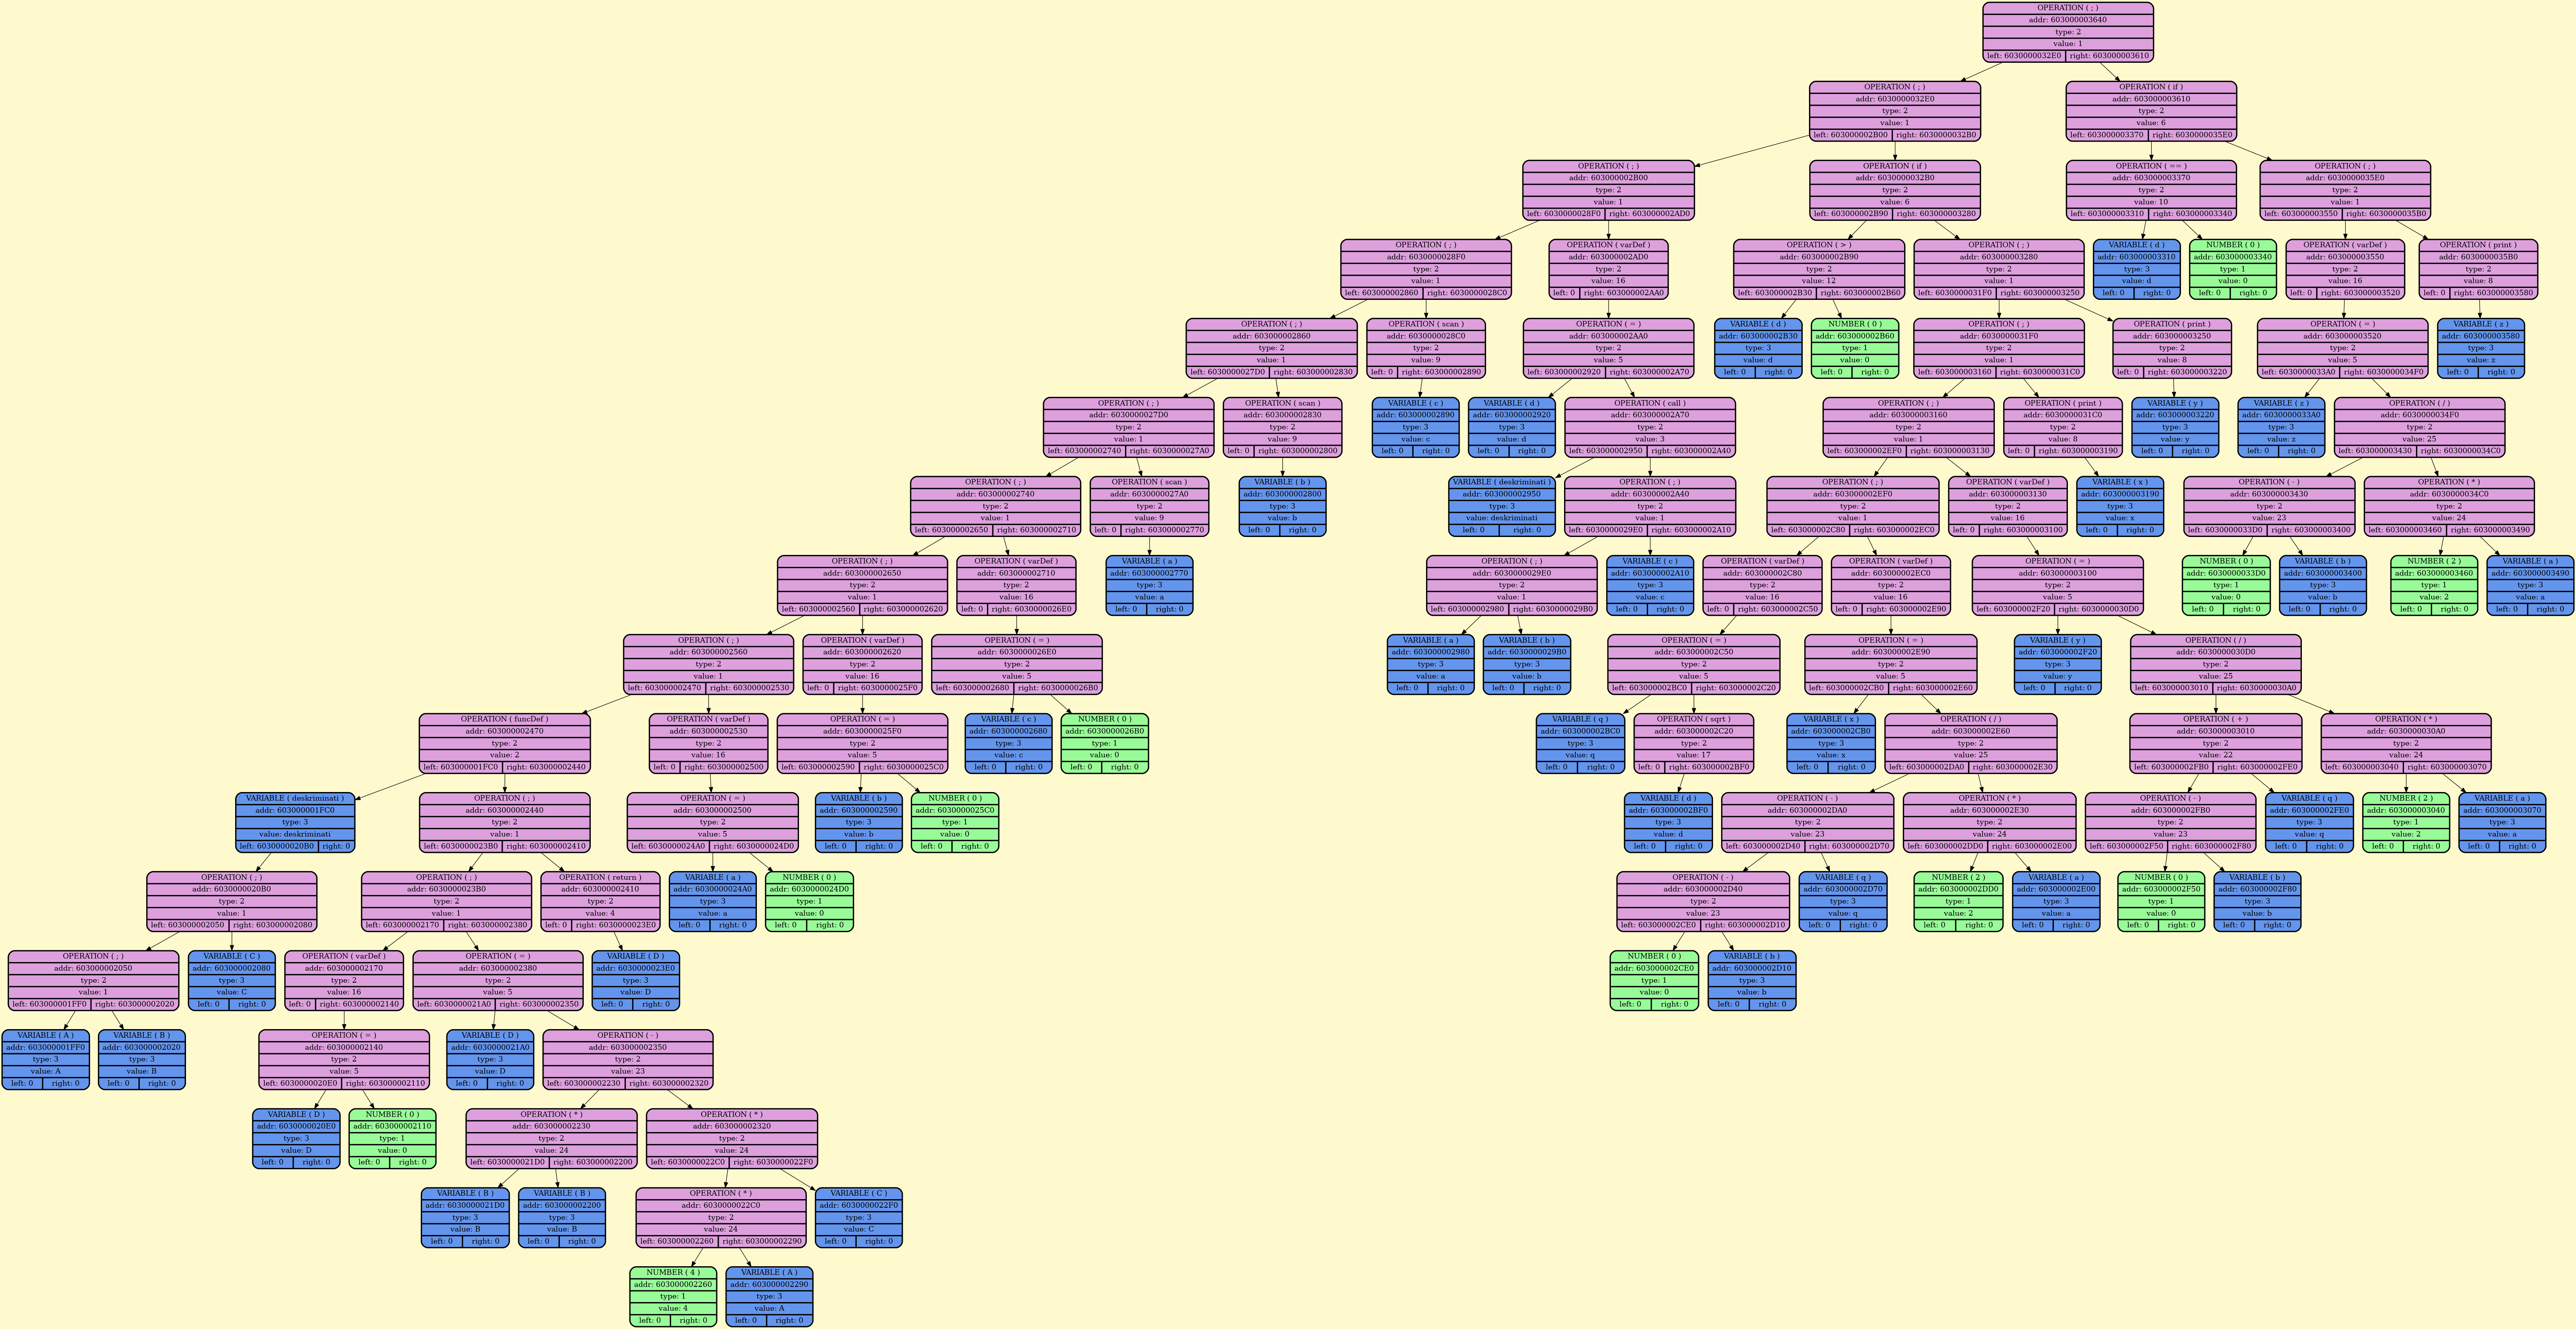 OPERATION ( ; )
addr: 603000003640
type: 2
value: 1
left: 6030000032E0 right: 603000003610
OPERATION ( ; )
addr: 6030000032E0
type: 2
value: 1
left: 603000002B00 right: 6030000032B0
OPERATION ( if )
addr: 603000003610
type: 2
value: 6
left: 603000003370 right: 6030000035E0
OPERATION ( ; )
addr: 603000002B00
type: 2
value: 1
left: 6030000028F0 right: 603000002AD0
OPERATION ( if )
addr: 6030000032B0
type: 2
value: 6
left: 603000002B90 right: 603000003280
OPERATION ( == )
addr: 603000003370
type: 2
value: 10
left: 603000003310 right: 603000003340
OPERATION ( ; )
addr: 6030000035E0
type: 2
value: 1
left: 603000003550 right: 6030000035B0
OPERATION ( ; )
addr: 6030000028F0
type: 2
value: 1
left: 603000002860 right: 6030000028C0
OPERATION ( varDef )
addr: 603000002AD0
type: 2
value: 16
left: 0 right: 603000002AA0
OPERATION ( > )
addr: 603000002B90
type: 2
value: 12
left: 603000002B30 right: 603000002B60
OPERATION ( ; )
addr: 603000003280
type: 2
value: 1
left: 6030000031F0 right: 603000003250
VARIABLE ( d )
addr: 603000003310
type: 3
value: d
left: 0 right: 0
NUMBER ( 0 )
addr: 603000003340
type: 1
value: 0
left: 0 right: 0
OPERATION ( varDef )
addr: 603000003550
type: 2
value: 16
left: 0 right: 603000003520
OPERATION ( print )
addr: 6030000035B0
type: 2
value: 8
left: 0 right: 603000003580
OPERATION ( ; )
addr: 603000002860
type: 2
value: 1
left: 6030000027D0 right: 603000002830
OPERATION ( scan )
addr: 6030000028C0
type: 2
value: 9
left: 0 right: 603000002890
OPERATION ( = )
addr: 603000002AA0
type: 2
value: 5
left: 603000002920 right: 603000002A70
VARIABLE ( d )
addr: 603000002B30
type: 3
value: d
left: 0 right: 0
NUMBER ( 0 )
addr: 603000002B60
type: 1
value: 0
left: 0 right: 0
OPERATION ( ; )
addr: 6030000031F0
type: 2
value: 1
left: 603000003160 right: 6030000031C0
OPERATION ( print )
addr: 603000003250
type: 2
value: 8
left: 0 right: 603000003220
OPERATION ( = )
addr: 603000003520
type: 2
value: 5
left: 6030000033A0 right: 6030000034F0
VARIABLE ( z )
addr: 603000003580
type: 3
value: z
left: 0 right: 0
OPERATION ( ; )
addr: 6030000027D0
type: 2
value: 1
left: 603000002740 right: 6030000027A0
OPERATION ( scan )
addr: 603000002830
type: 2
value: 9
left: 0 right: 603000002800
VARIABLE ( c )
addr: 603000002890
type: 3
value: c
left: 0 right: 0
VARIABLE ( d )
addr: 603000002920
type: 3
value: d
left: 0 right: 0
OPERATION ( call )
addr: 603000002A70
type: 2
value: 3
left: 603000002950 right: 603000002A40
OPERATION ( ; )
addr: 603000003160
type: 2
value: 1
left: 603000002EF0 right: 603000003130
OPERATION ( print )
addr: 6030000031C0
type: 2
value: 8
left: 0 right: 603000003190
VARIABLE ( y )
addr: 603000003220
type: 3
value: y
left: 0 right: 0
VARIABLE ( z )
addr: 6030000033A0
type: 3
value: z
left: 0 right: 0
OPERATION ( / )
addr: 6030000034F0
type: 2
value: 25
left: 603000003430 right: 6030000034C0
OPERATION ( ; )
addr: 603000002740
type: 2
value: 1
left: 603000002650 right: 603000002710
OPERATION ( scan )
addr: 6030000027A0
type: 2
value: 9
left: 0 right: 603000002770
VARIABLE ( b )
addr: 603000002800
type: 3
value: b
left: 0 right: 0
VARIABLE ( deskriminati )
addr: 603000002950
type: 3
value: deskriminati
left: 0 right: 0
OPERATION ( ; )
addr: 603000002A40
type: 2
value: 1
left: 6030000029E0 right: 603000002A10
OPERATION ( ; )
addr: 603000002EF0
type: 2
value: 1
left: 603000002C80 right: 603000002EC0
OPERATION ( varDef )
addr: 603000003130
type: 2
value: 16
left: 0 right: 603000003100
VARIABLE ( x )
addr: 603000003190
type: 3
value: x
left: 0 right: 0
OPERATION ( - )
addr: 603000003430
type: 2
value: 23
left: 6030000033D0 right: 603000003400
OPERATION ( * )
addr: 6030000034C0
type: 2
value: 24
left: 603000003460 right: 603000003490
OPERATION ( ; )
addr: 603000002650
type: 2
value: 1
left: 603000002560 right: 603000002620
OPERATION ( varDef )
addr: 603000002710
type: 2
value: 16
left: 0 right: 6030000026E0
VARIABLE ( a )
addr: 603000002770
type: 3
value: a
left: 0 right: 0
OPERATION ( ; )
addr: 6030000029E0
type: 2
value: 1
left: 603000002980 right: 6030000029B0
VARIABLE ( c )
addr: 603000002A10
type: 3
value: c
left: 0 right: 0
OPERATION ( varDef )
addr: 603000002C80
type: 2
value: 16
left: 0 right: 603000002C50
OPERATION ( varDef )
addr: 603000002EC0
type: 2
value: 16
left: 0 right: 603000002E90
OPERATION ( = )
addr: 603000003100
type: 2
value: 5
left: 603000002F20 right: 6030000030D0
NUMBER ( 0 )
addr: 6030000033D0
type: 1
value: 0
left: 0 right: 0
VARIABLE ( b )
addr: 603000003400
type: 3
value: b
left: 0 right: 0
NUMBER ( 2 )
addr: 603000003460
type: 1
value: 2
left: 0 right: 0
VARIABLE ( a )
addr: 603000003490
type: 3
value: a
left: 0 right: 0
OPERATION ( ; )
addr: 603000002560
type: 2
value: 1
left: 603000002470 right: 603000002530
OPERATION ( varDef )
addr: 603000002620
type: 2
value: 16
left: 0 right: 6030000025F0
OPERATION ( = )
addr: 6030000026E0
type: 2
value: 5
left: 603000002680 right: 6030000026B0
VARIABLE ( a )
addr: 603000002980
type: 3
value: a
left: 0 right: 0
VARIABLE ( b )
addr: 6030000029B0
type: 3
value: b
left: 0 right: 0
OPERATION ( = )
addr: 603000002C50
type: 2
value: 5
left: 603000002BC0 right: 603000002C20
OPERATION ( = )
addr: 603000002E90
type: 2
value: 5
left: 603000002CB0 right: 603000002E60
VARIABLE ( y )
addr: 603000002F20
type: 3
value: y
left: 0 right: 0
OPERATION ( / )
addr: 6030000030D0
type: 2
value: 25
left: 603000003010 right: 6030000030A0
OPERATION ( funcDef )
addr: 603000002470
type: 2
value: 2
left: 603000001FC0 right: 603000002440
OPERATION ( varDef )
addr: 603000002530
type: 2
value: 16
left: 0 right: 603000002500
OPERATION ( = )
addr: 6030000025F0
type: 2
value: 5
left: 603000002590 right: 6030000025C0
VARIABLE ( c )
addr: 603000002680
type: 3
value: c
left: 0 right: 0
NUMBER ( 0 )
addr: 6030000026B0
type: 1
value: 0
left: 0 right: 0
VARIABLE ( q )
addr: 603000002BC0
type: 3
value: q
left: 0 right: 0
OPERATION ( sqrt )
addr: 603000002C20
type: 2
value: 17
left: 0 right: 603000002BF0
VARIABLE ( x )
addr: 603000002CB0
type: 3
value: x
left: 0 right: 0
OPERATION ( / )
addr: 603000002E60
type: 2
value: 25
left: 603000002DA0 right: 603000002E30
OPERATION ( + )
addr: 603000003010
type: 2
value: 22
left: 603000002FB0 right: 603000002FE0
OPERATION ( * )
addr: 6030000030A0
type: 2
value: 24
left: 603000003040 right: 603000003070
VARIABLE ( deskriminati )
addr: 603000001FC0
type: 3
value: deskriminati
left: 6030000020B0 right: 0
OPERATION ( ; )
addr: 603000002440
type: 2
value: 1
left: 6030000023B0 right: 603000002410
OPERATION ( = )
addr: 603000002500
type: 2
value: 5
left: 6030000024A0 right: 6030000024D0
VARIABLE ( b )
addr: 603000002590
type: 3
value: b
left: 0 right: 0
NUMBER ( 0 )
addr: 6030000025C0
type: 1
value: 0
left: 0 right: 0
VARIABLE ( d )
addr: 603000002BF0
type: 3
value: d
left: 0 right: 0
OPERATION ( - )
addr: 603000002DA0
type: 2
value: 23
left: 603000002D40 right: 603000002D70
OPERATION ( * )
addr: 603000002E30
type: 2
value: 24
left: 603000002DD0 right: 603000002E00
OPERATION ( - )
addr: 603000002FB0
type: 2
value: 23
left: 603000002F50 right: 603000002F80
VARIABLE ( q )
addr: 603000002FE0
type: 3
value: q
left: 0 right: 0
NUMBER ( 2 )
addr: 603000003040
type: 1
value: 2
left: 0 right: 0
VARIABLE ( a )
addr: 603000003070
type: 3
value: a
left: 0 right: 0
OPERATION ( ; )
addr: 6030000020B0
type: 2
value: 1
left: 603000002050 right: 603000002080
OPERATION ( ; )
addr: 6030000023B0
type: 2
value: 1
left: 603000002170 right: 603000002380
OPERATION ( return )
addr: 603000002410
type: 2
value: 4
left: 0 right: 6030000023E0
VARIABLE ( a )
addr: 6030000024A0
type: 3
value: a
left: 0 right: 0
NUMBER ( 0 )
addr: 6030000024D0
type: 1
value: 0
left: 0 right: 0
OPERATION ( - )
addr: 603000002D40
type: 2
value: 23
left: 603000002CE0 right: 603000002D10
VARIABLE ( q )
addr: 603000002D70
type: 3
value: q
left: 0 right: 0
NUMBER ( 2 )
addr: 603000002DD0
type: 1
value: 2
left: 0 right: 0
VARIABLE ( a )
addr: 603000002E00
type: 3
value: a
left: 0 right: 0
NUMBER ( 0 )
addr: 603000002F50
type: 1
value: 0
left: 0 right: 0
VARIABLE ( b )
addr: 603000002F80
type: 3
value: b
left: 0 right: 0
OPERATION ( ; )
addr: 603000002050
type: 2
value: 1
left: 603000001FF0 right: 603000002020
VARIABLE ( C )
addr: 603000002080
type: 3
value: C
left: 0 right: 0
OPERATION ( varDef )
addr: 603000002170
type: 2
value: 16
left: 0 right: 603000002140
OPERATION ( = )
addr: 603000002380
type: 2
value: 5
left: 6030000021A0 right: 603000002350
VARIABLE ( D )
addr: 6030000023E0
type: 3
value: D
left: 0 right: 0
NUMBER ( 0 )
addr: 603000002CE0
type: 1
value: 0
left: 0 right: 0
VARIABLE ( b )
addr: 603000002D10
type: 3
value: b
left: 0 right: 0
VARIABLE ( A )
addr: 603000001FF0
type: 3
value: A
left: 0 right: 0
VARIABLE ( B )
addr: 603000002020
type: 3
value: B
left: 0 right: 0
OPERATION ( = )
addr: 603000002140
type: 2
value: 5
left: 6030000020E0 right: 603000002110
VARIABLE ( D )
addr: 6030000021A0
type: 3
value: D
left: 0 right: 0
OPERATION ( - )
addr: 603000002350
type: 2
value: 23
left: 603000002230 right: 603000002320
VARIABLE ( D )
addr: 6030000020E0
type: 3
value: D
left: 0 right: 0
NUMBER ( 0 )
addr: 603000002110
type: 1
value: 0
left: 0 right: 0
OPERATION ( * )
addr: 603000002230
type: 2
value: 24
left: 6030000021D0 right: 603000002200
OPERATION ( * )
addr: 603000002320
type: 2
value: 24
left: 6030000022C0 right: 6030000022F0
VARIABLE ( B )
addr: 6030000021D0
type: 3
value: B
left: 0 right: 0
VARIABLE ( B )
addr: 603000002200
type: 3
value: B
left: 0 right: 0
OPERATION ( * )
addr: 6030000022C0
type: 2
value: 24
left: 603000002260 right: 603000002290
VARIABLE ( C )
addr: 6030000022F0
type: 3
value: C
left: 0 right: 0
NUMBER ( 4 )
addr: 603000002260
type: 1
value: 4
left: 0 right: 0
VARIABLE ( A )
addr: 603000002290
type: 3
value: A
left: 0 right: 0